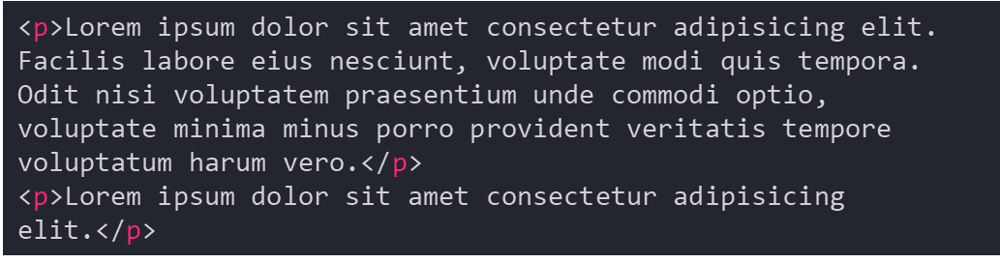 <p>Lorem ipsum dolor sit amet consectetur adipisicing elit.
Facilis labore eius nesciunt, voluptate modi quis tempora.
Odit nisi voluptatem praesentium unde commodi optio,
voluptate minima minus porro provident veritatis tempore
voluptatum harum vero.</p>
<p>Lorem ipsum dolor sit amet consectetur adipisicing
elit.</p>